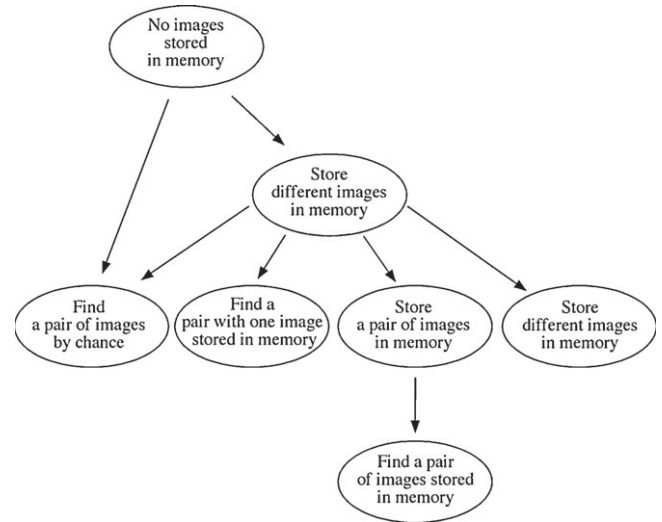 No images
stored
in memory
Store
different images
in memory
Find
a pair of images
by chance
Find a
pair with one image
stored in memory
Store
a pair of images
in memory
Store
different images
in memory
Find a pair
of images stored
in memory